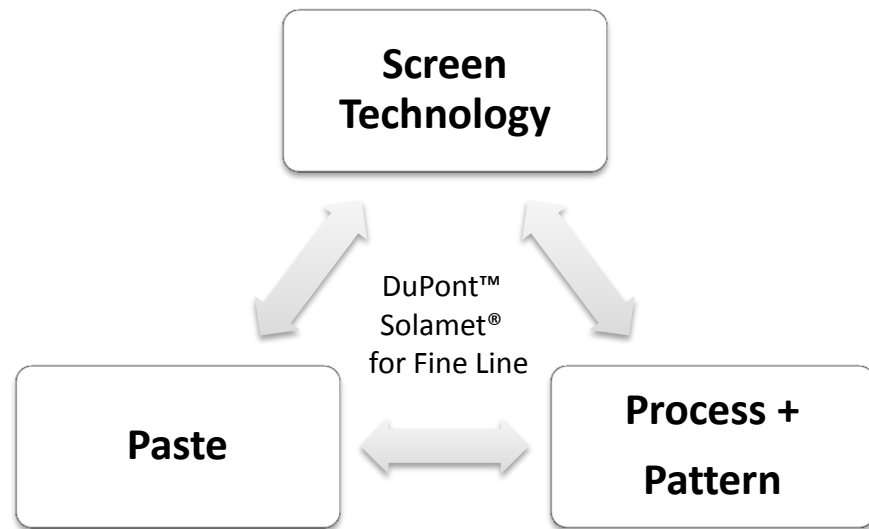 Screen
Technology
DuPont™
Solamet®
for Fine Line
Paste
Process +
Pattern